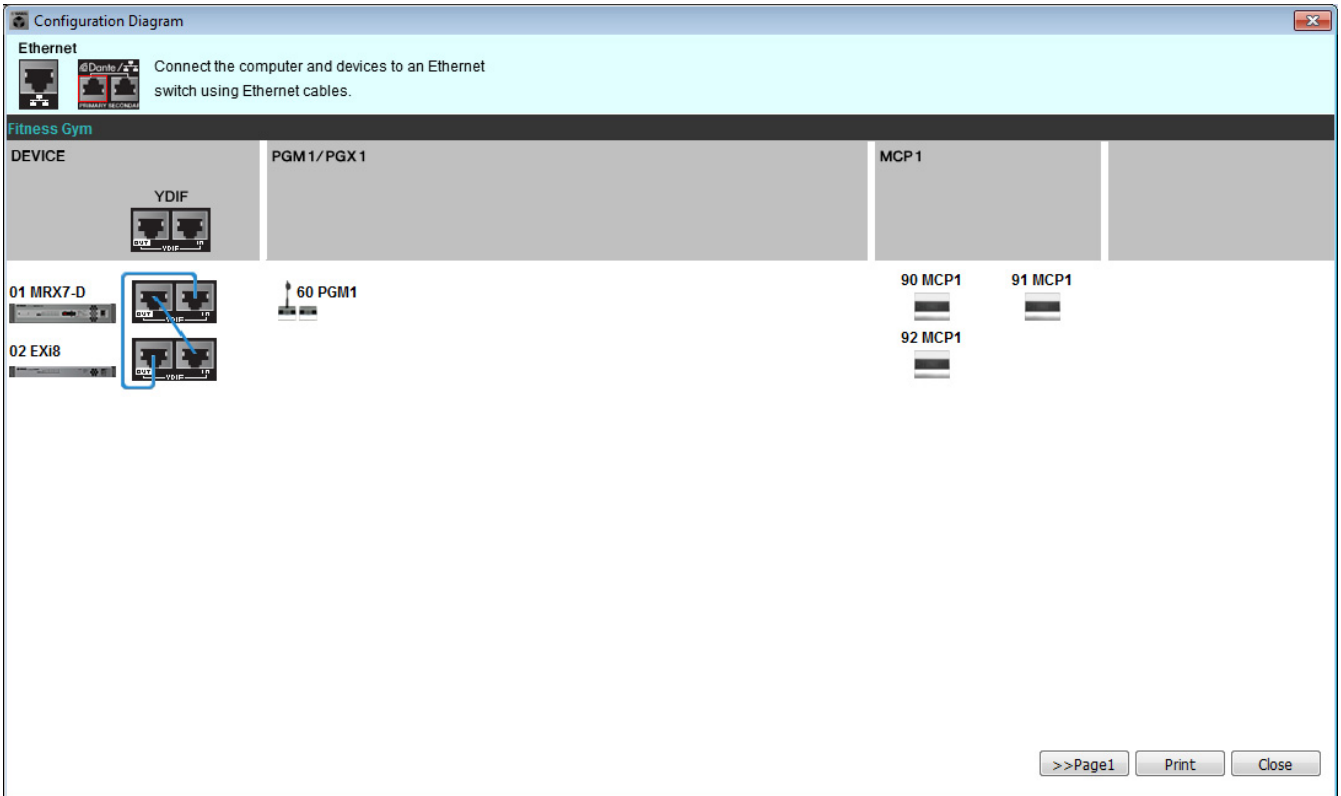 Configuration Diagram
Ethernet
Dante /
PRIMARY SECONDAR
Connect the computer and devices to an Ethernet
switch using Ethernet cables.
Fitness Gym
DEVICE
PGM1/PGX1
MCP1
YDIF
OUT YDIF IN
01 MRX7-D
OUT YDIF IN
60 PGM1
90 MCP1
91 MCP1
02 EXi8
OUT YDIF IN
92 MCP1
>>Page1
Print
Close